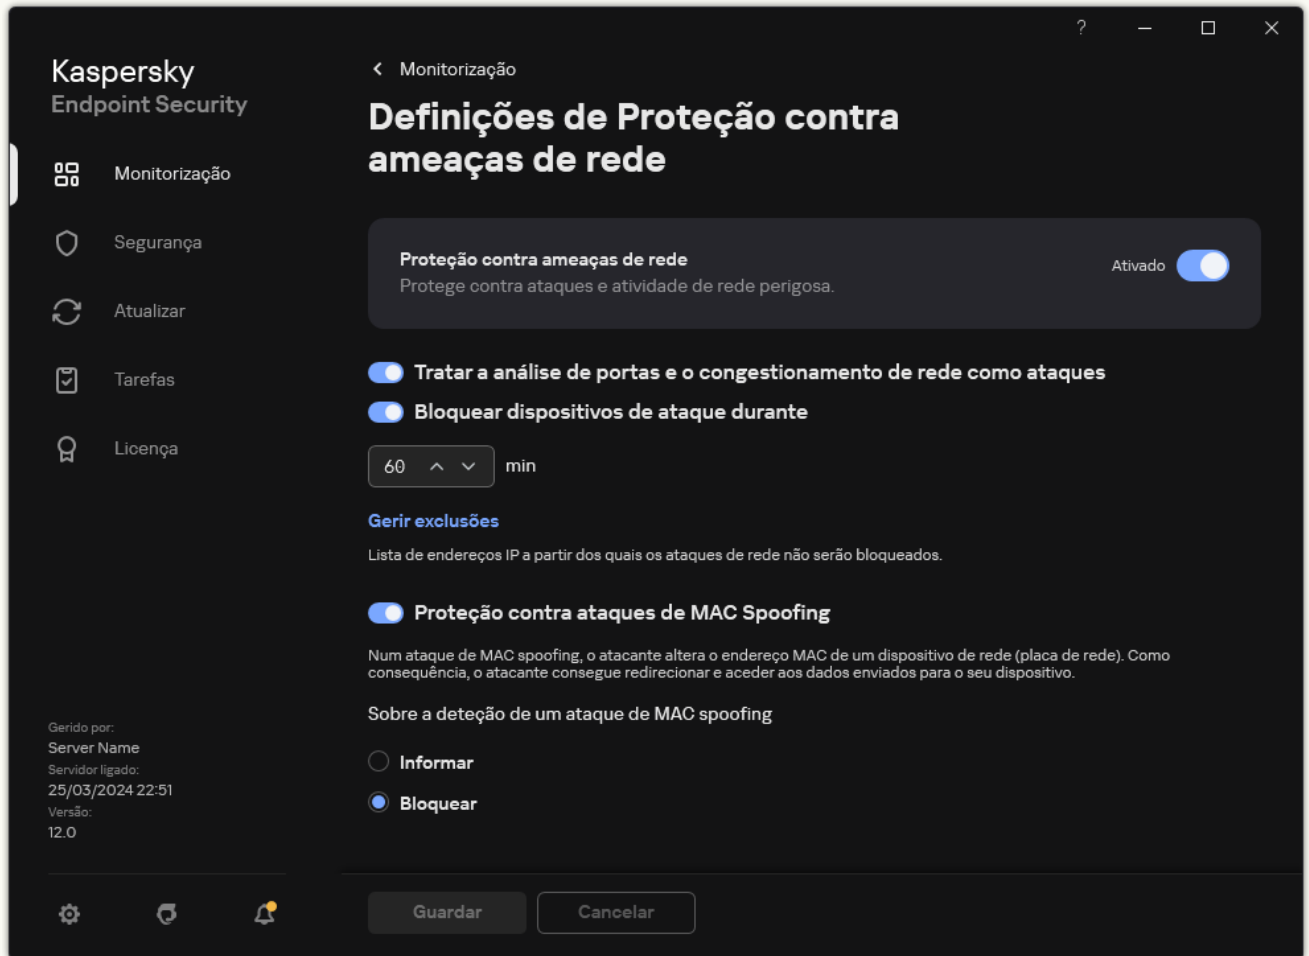 ?
Kaspersky
Endpoint Security
Monitorização
Segurança
Atualizar
Tarefas
Licença
Gerido por:
Server Name
Servidor ligado:
25/03/2024 22:51
Versão:
12.0
Monitorização
Definições de Proteção contra
ameaças de rede
Proteção contra ameaças de rede
Protege contra ataques e atividade de rede perigosa.
Ativado
Tratar a análise de portas e o congestionamento de rede como ataques
Bloquear dispositivos de ataque durante
60 min
Gerir exclusões
Lista de endereços IP a partir dos quais os ataques de rede não serão bloqueados.
Proteção contra ataques de MAC Spoofing
Num ataque de MAC spoofing, o atacante altera o endereço MAC de um dispositivo de rede (placa de rede). Como
consequência, o atacante consegue redirecionar e aceder aos dados enviados para o seu dispositivo.
Sobre a deteção de um ataque de MAC spoofing
Informar
Bloquear
Guardar
Cancelar